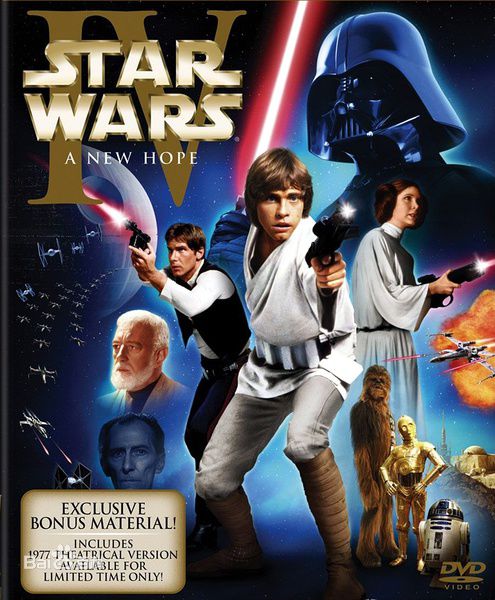 IV
STAR
WARS®
A NEW HOPE
EXCLUSIVE
BONUS MATERIAL!
INCLUDES
1977 THEATRICAL VERSION
AVAILABLE FOR
LIMITED TIME ONLY!
DVD
VIDEO